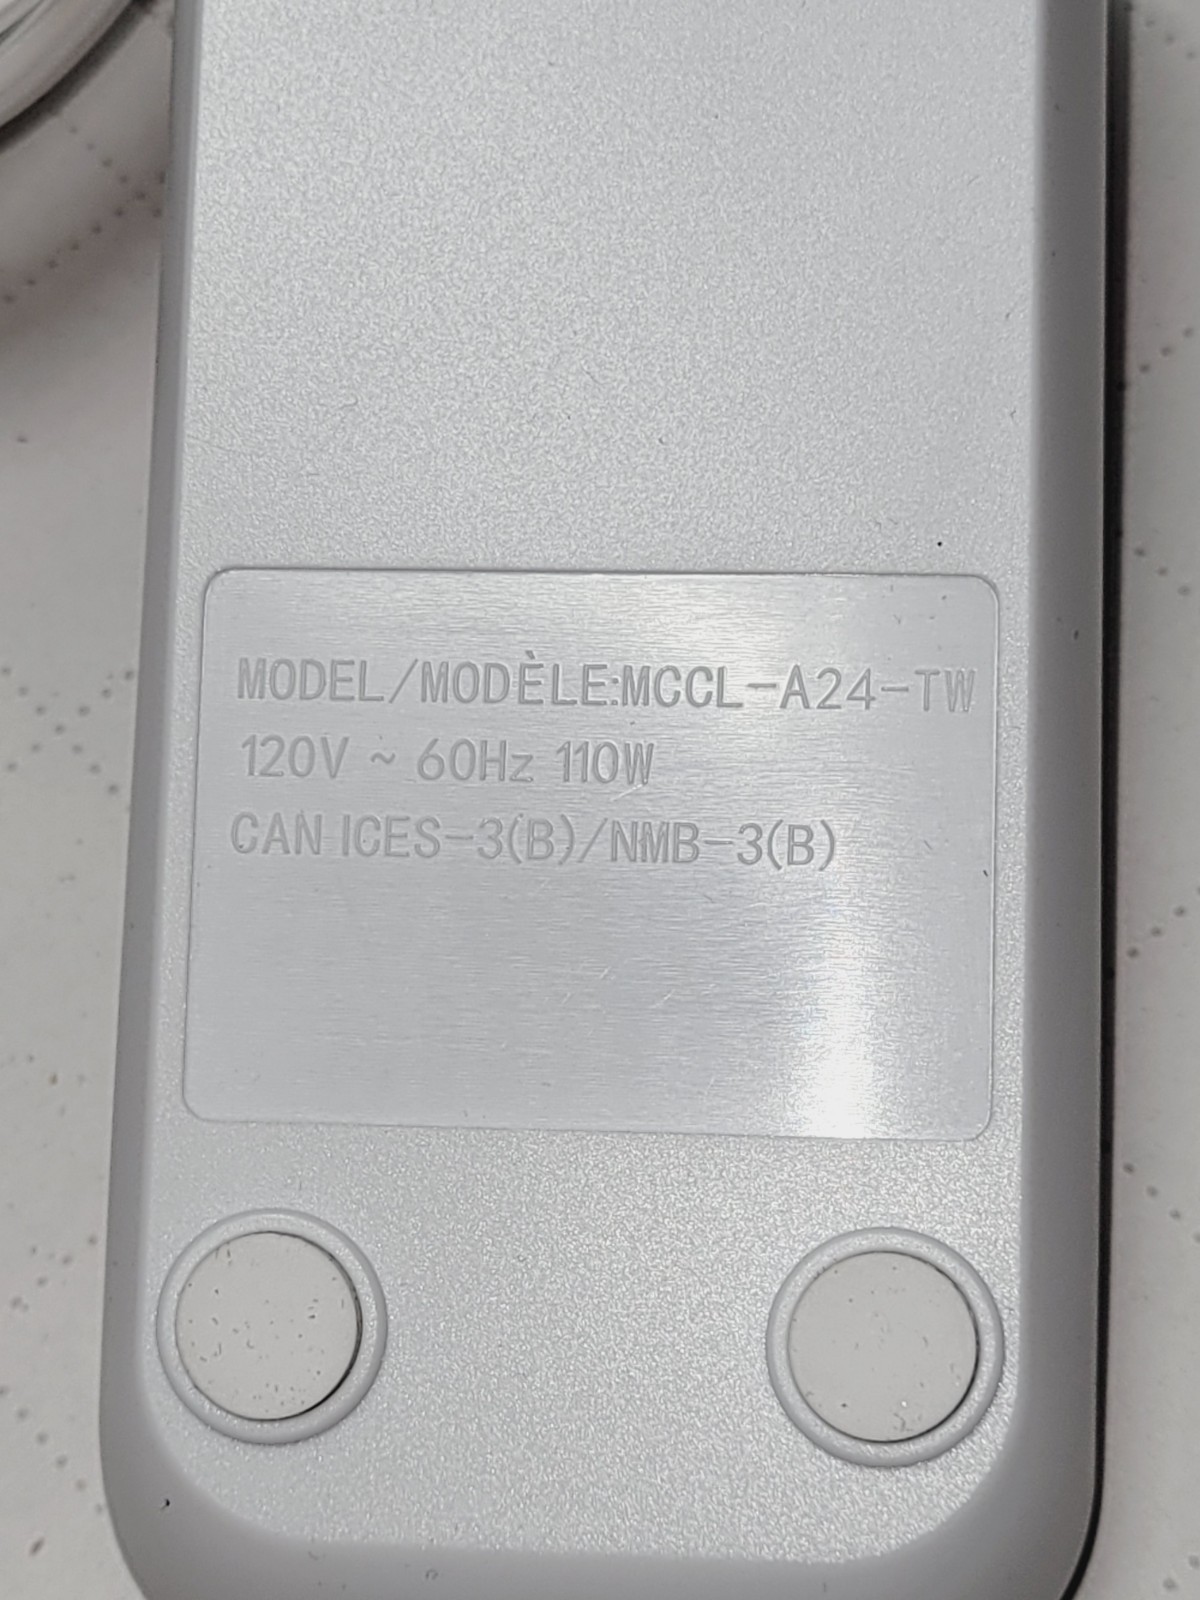 MODEL/MODÈLE:MCCL-A24-TW
120V ~ 60Hz 110W
CAN ICES-3(B)/NMB-3(B)